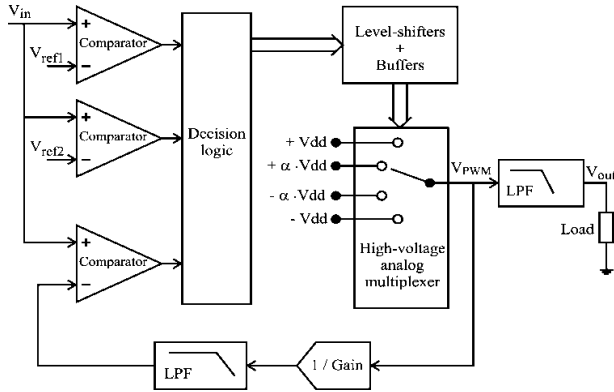 V_in
+
Comparator
V_ref1
−
+
Comparator
V_ref2
−
+
Comparator
−
Decision
logic
Level-shifters
+
Buffers
+ Vdd
+ α .Vdd
- α .Vdd
- Vdd
High-voltage
analog
multiplexer
V_PWM
LPF
V_out
Load
LPF
1 / Gain